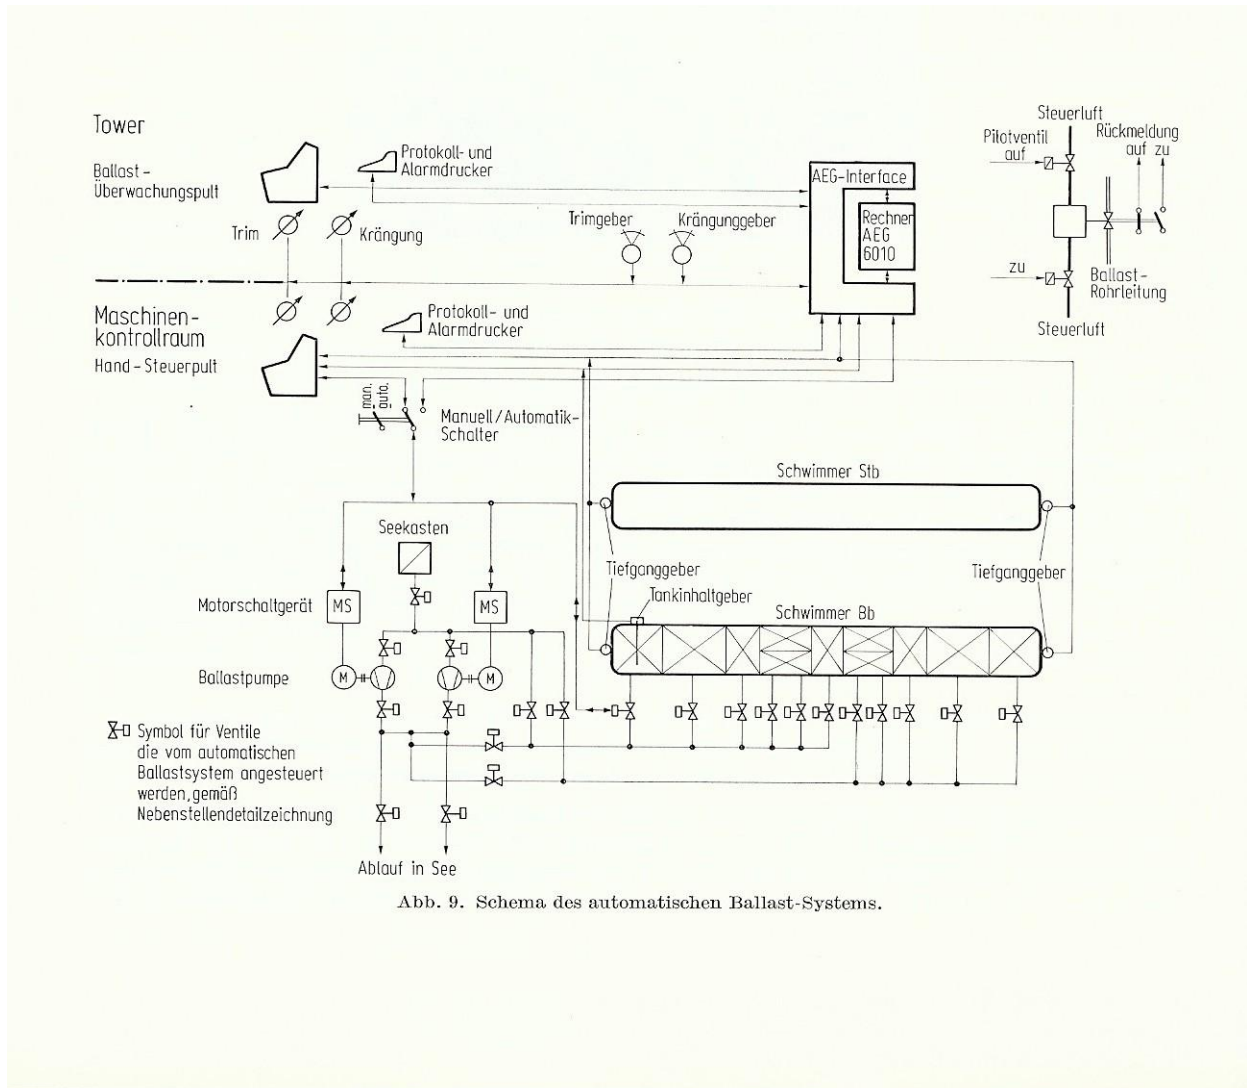 Tower
Ballast-
Überwachungspult
Protokoll- und
Alarmdrucker
Trim
Krängung
Trimgeber
Krängunggeber
AEG-Interface
Rechner
AEG
6010
Steuerluft
Pilotventil
auf
Rückmeldung
auf zu
zu
Ballast-
Rohrleitung
Steuerluft
Maschinen-
kontrollraum
Hand-Steuerpult
Protokoll- und
Alarmdrucker
man.
auto.
Manuell/Automatik-
Schalter
Schwimmer Stb
Seekasten
Tiefganggeber
Tiefganggeber
Tankinhaltgeber
Schwimmer Bb
Motorschaltgerät
MS
MS
Ballastpumpe
M
M
Symbol für Ventile
die vom automatischen
Ballastsystem angesteuert
werden, gemäß
Nebenstellendetailzeichnung
Ablauf in See
Abb. 9. Schema des automatischen Ballast-Systems.